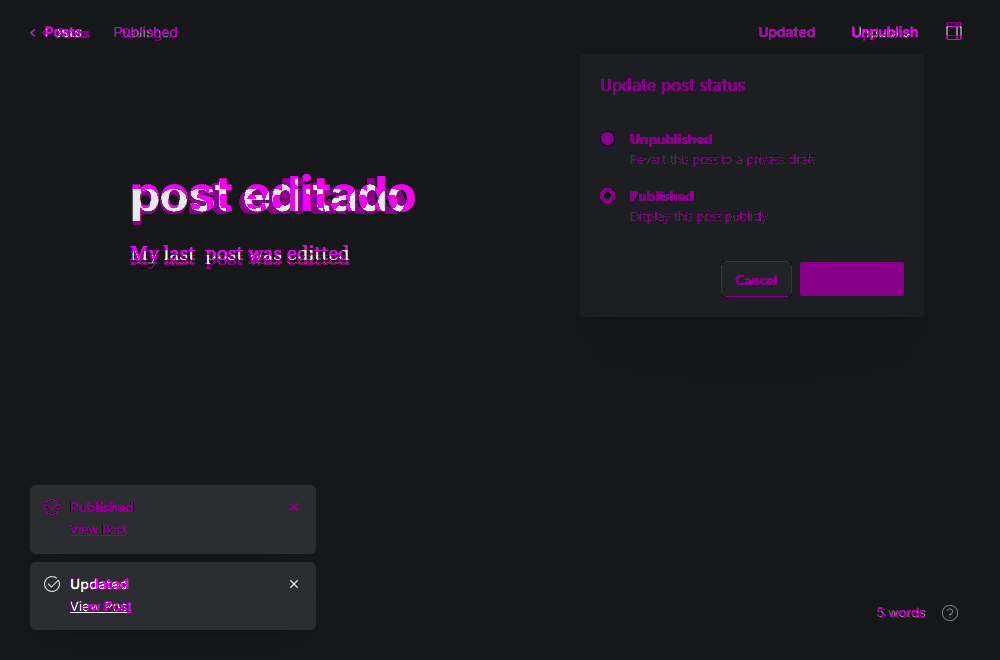 Posts Published Updated Unpublish
Update post status
Unpublished
Revert this post to a private draft
Published
Display this post publicly
Cancel
post editado
My last post was editted
Published
View Post
Updated
View Post
5 words